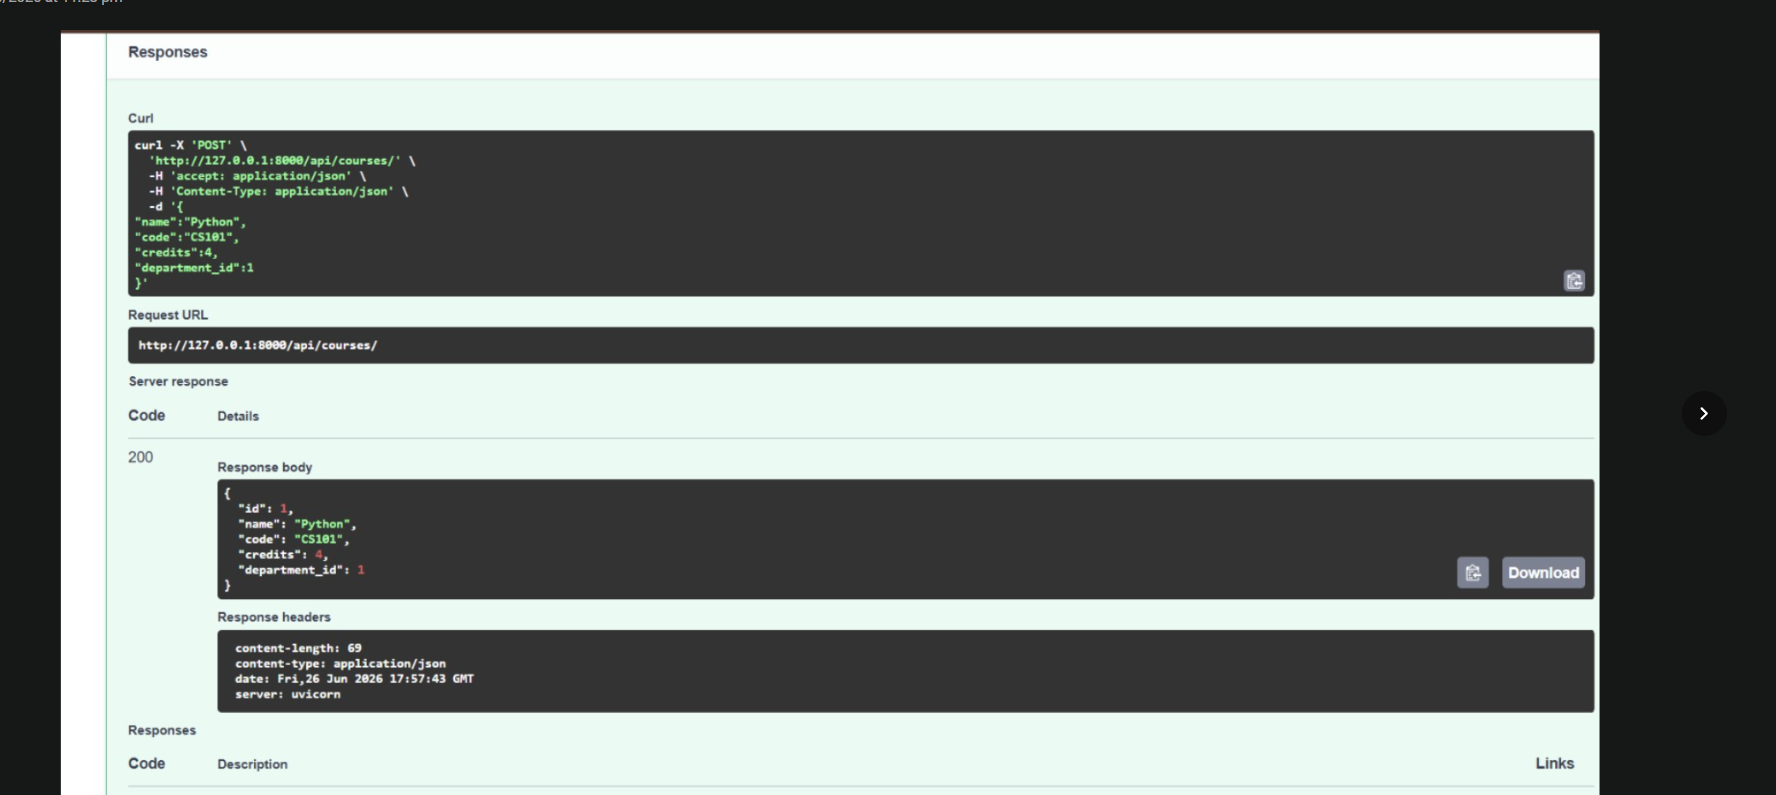 Responses
Curl
curl -X 'POST' \
'http://127.0.0.1:8000/api/courses/' \
-H 'accept: application/json' \
-H 'Content-Type: application/json' \
-d '{
"name":"Python",
"code":"CS101",
"credits":4,
"department_id":1
}'
Request URL
http://127.0.0.1:8000/api/courses/
Server response
Code Details
200
Response body
{
"id": 1,
"name": "Python",
"code": "CS101",
"credits": 4,
"department_id": 1
}
Download
Response headers
content-length: 69
content-type: application/json
date: Fri,26 Jun 2026 17:57:43 GMT
server: uvicorn
Responses
Code Description Links